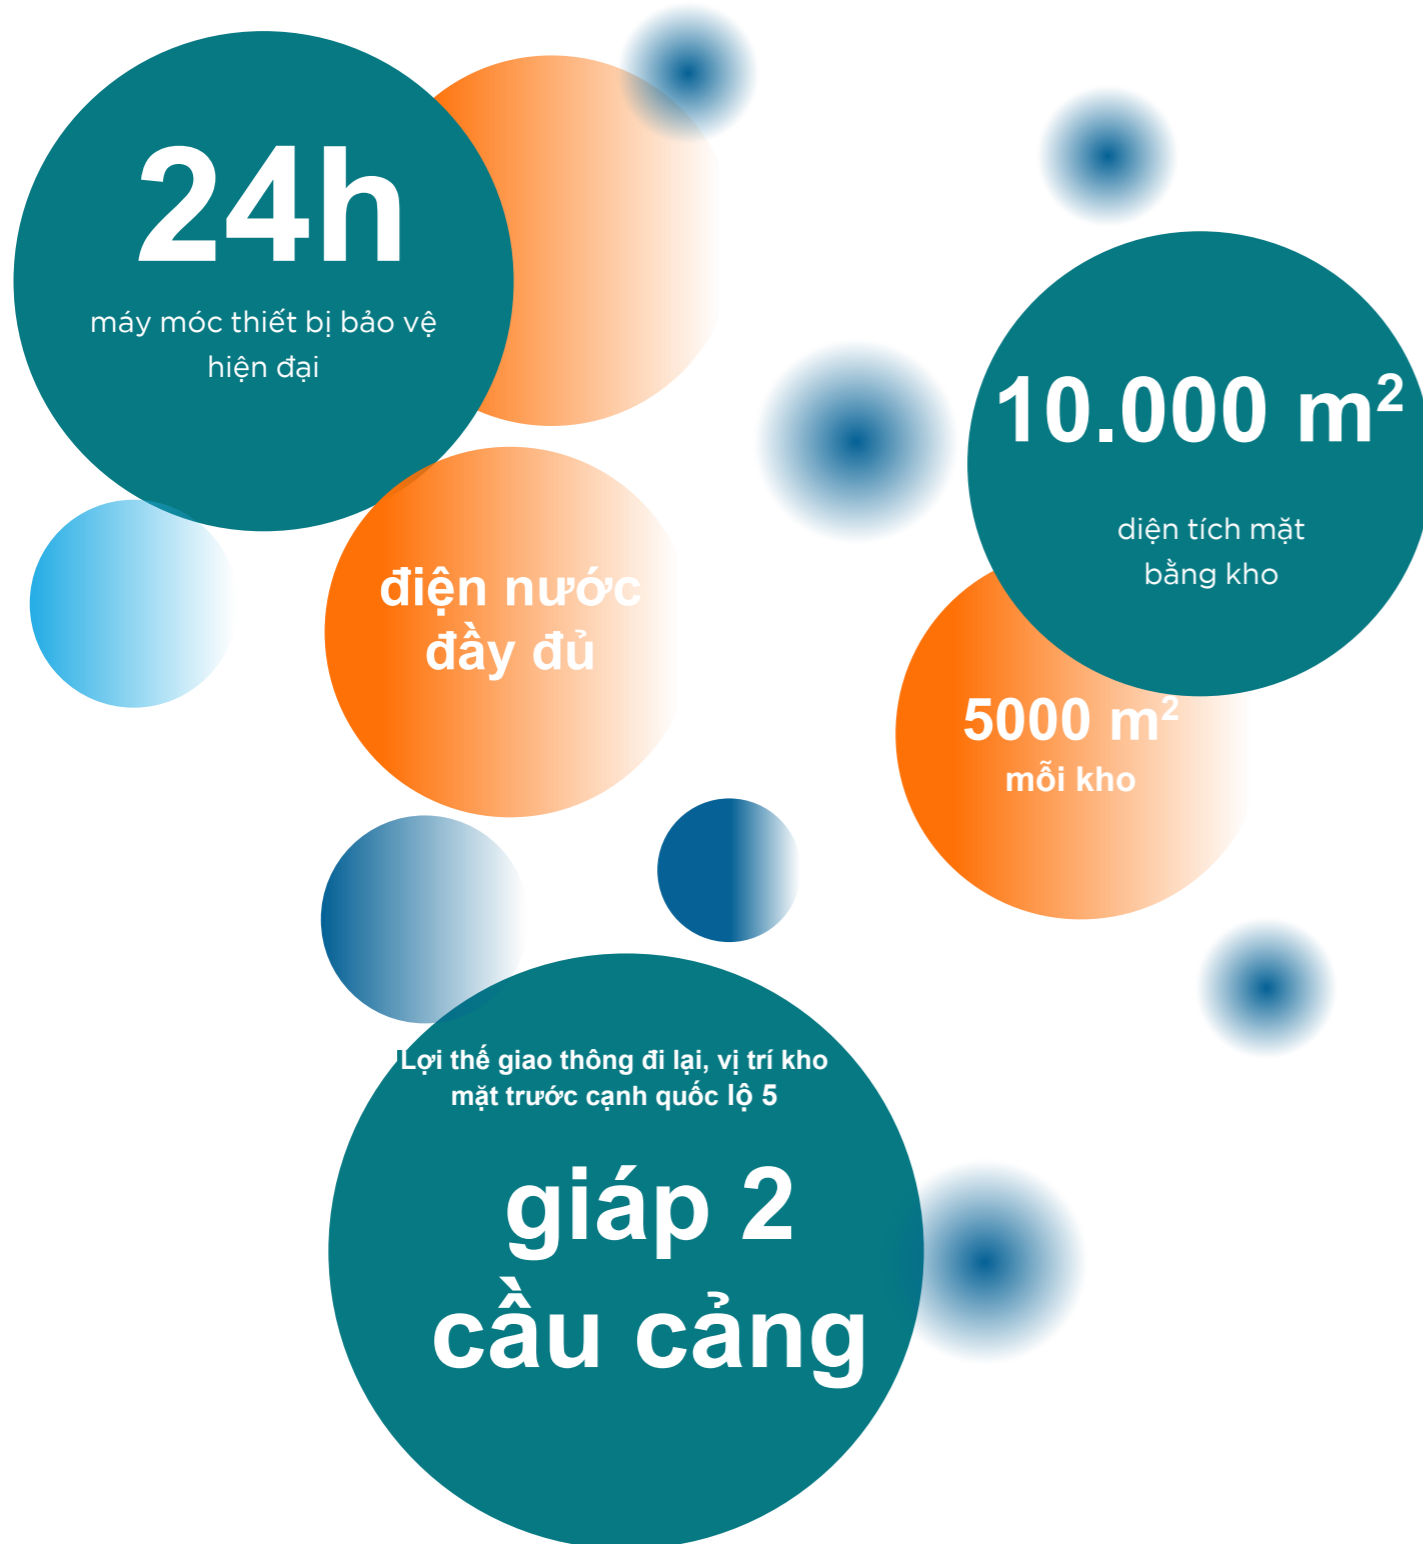 24h
máy móc thiết bị bảo vệ
hiện đại
10.000 m²
diện tích mặt
bằng kho
điện nước
đầy đủ
5000 m²
mỗi kho
Lợi thế giao thông đi lại, vị trí kho
mặt trước cạnh quốc lộ 5
giáp 2
cầu cảng